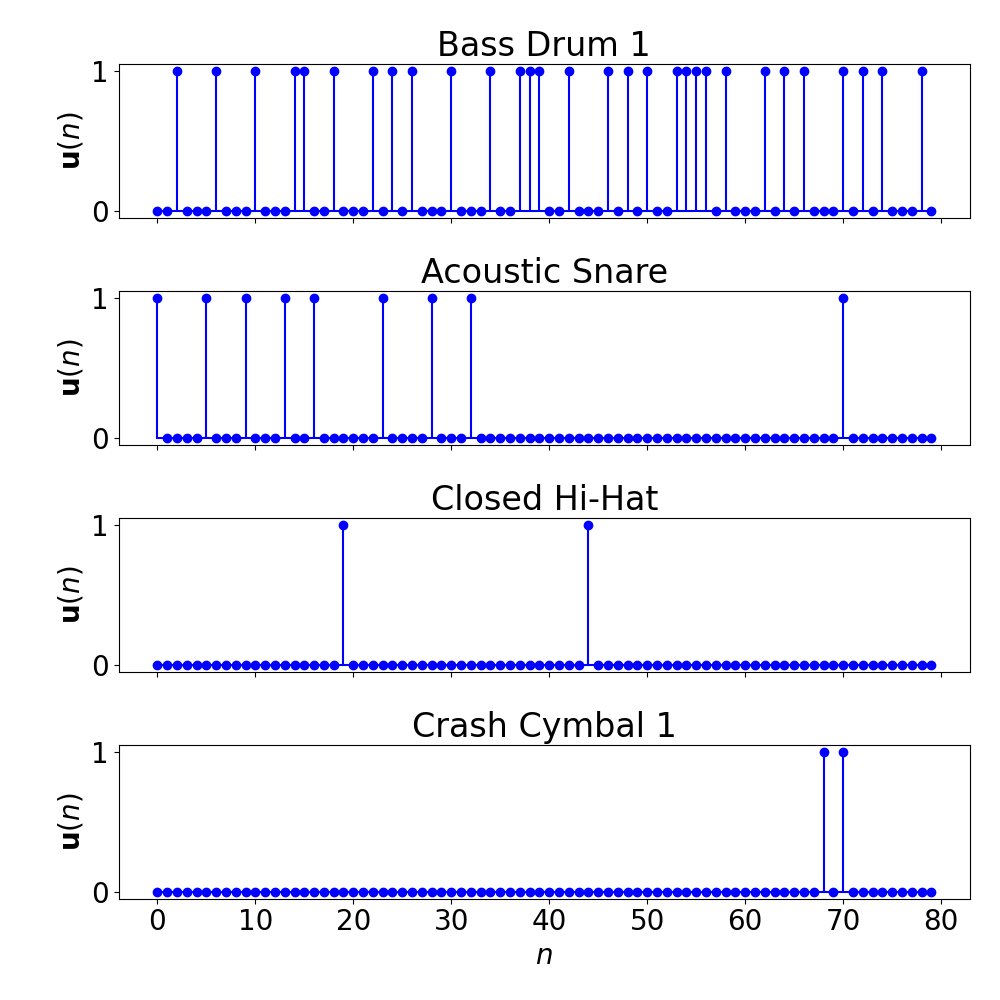 Bass Drum 1
1
u(n)
0
Acoustic Snare
1
u(n)
0
Closed Hi-Hat
1
u(n)
0
Crash Cymbal 1
1
u(n)
0
0 10 20 30 40 50 60 70 80
n